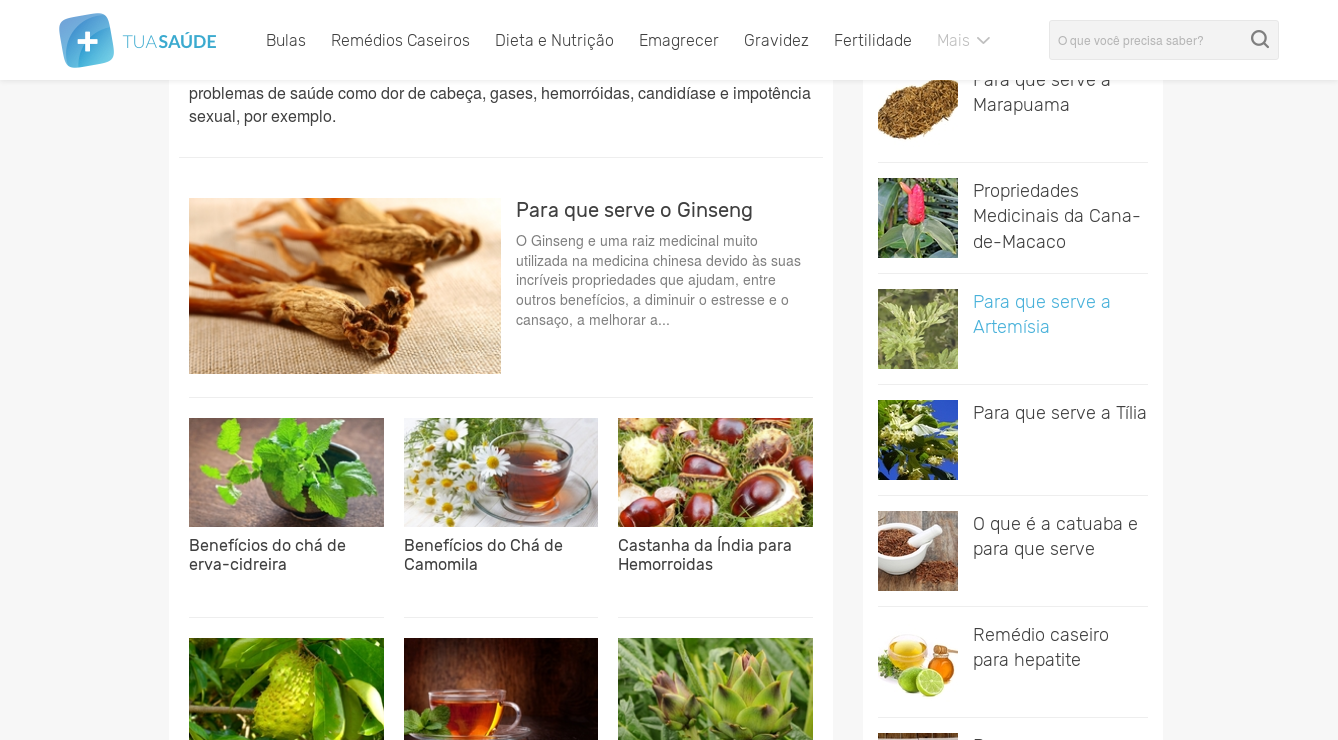 TUASAÚDE
Bulas
Remédios Caseiros
Dieta e Nutrição
Emagrecer
Gravidez
Fertilidade
Mais
O que você precisa saber?
problemas de saúde como dor de cabeça, gases, hemorróidas, candidíase e impotência
sexual, por exemplo.
Para que serve o Ginseng
O Ginseng e uma raiz medicinal muito
utilizada na medicina chinesa devido às suas
incríveis propriedades que ajudam, entre
outros benefícios, a diminuir o estresse e o
cansaço, a melhorar a...
Benefícios do chá de
erva-cidreira
Benefícios do Chá de
Camomila
Castanha da Índia para
Hemorroidas
Para que serve a
Marapuama
Propriedades
Medicinais da Cana-
de-Macaco
Para que serve a
Artemísia
Para que serve a Tília
O que é a catuaba e
para que serve
Remédio caseiro
para hepatite